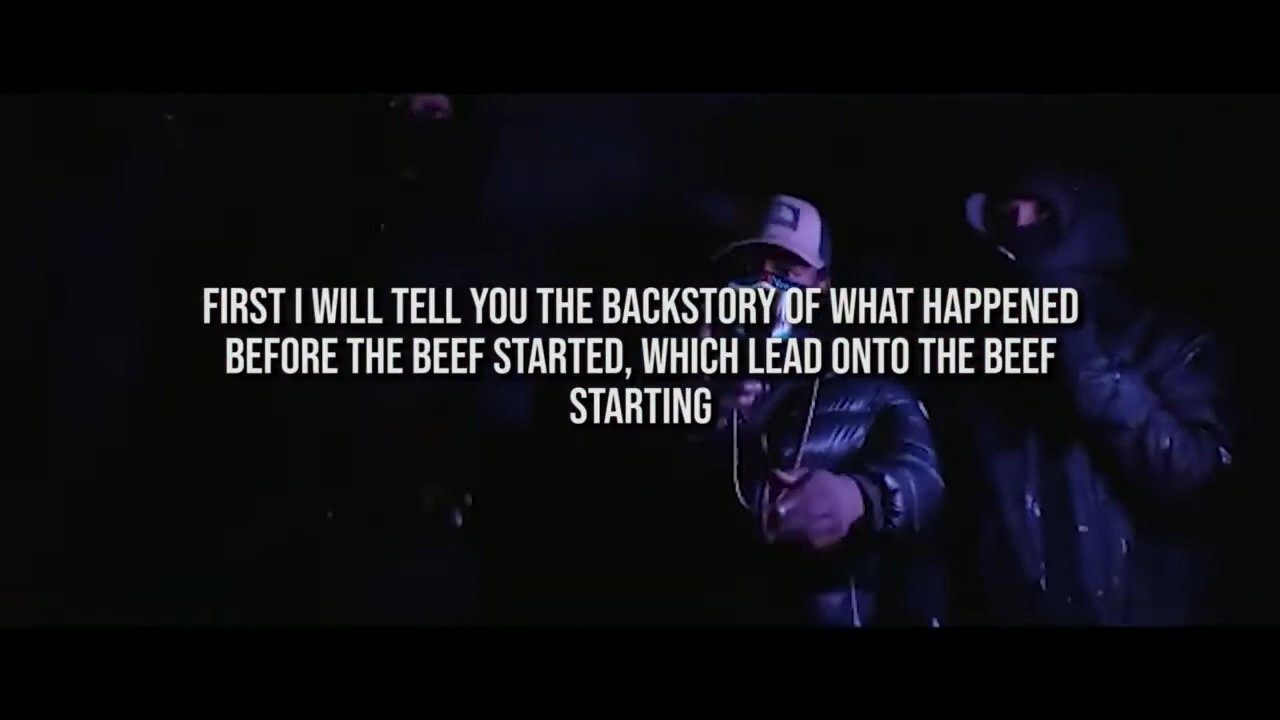 FIRST I WILL TELL YOU THE BACKSTORY OF WHAT HAPPENED
BEFORE THE BEEF STARTED, WHICH LEAD ONTO THE BEEF
STARTING